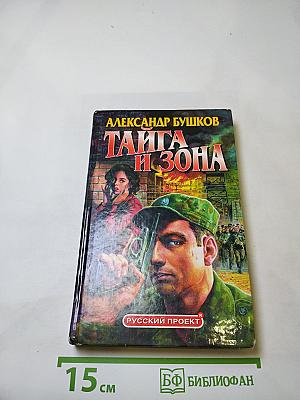 АЛЕКСАНДР БУШКОВ
ТАЙГА
И ЗОНА
РУССКИЙ ПРОЕКТ®
15 см
БФ БИБЛИОФАН